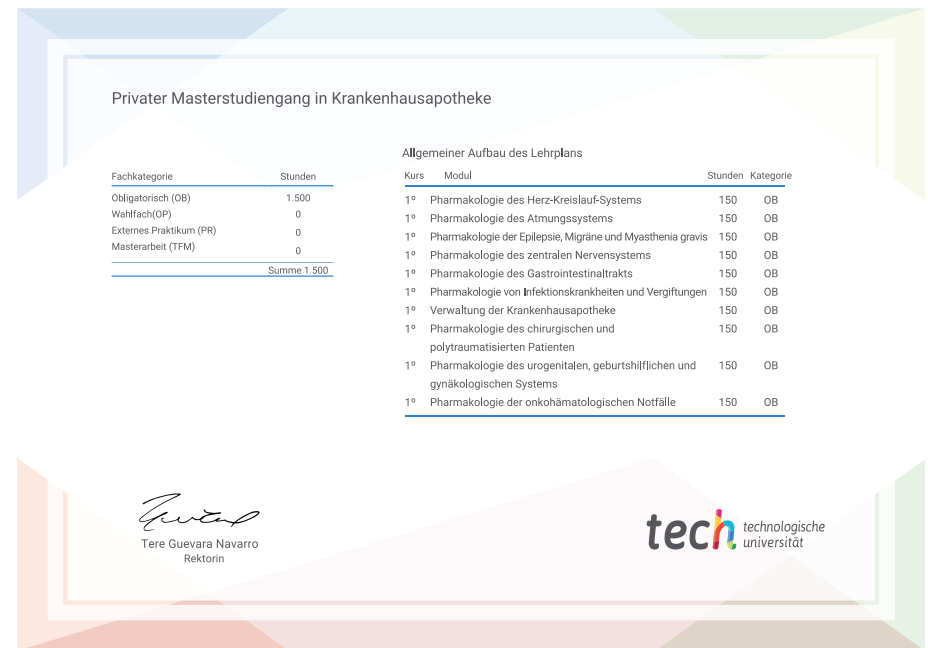 Privater Masterstudiengang in Krankenhausapotheke
Fachkategorie Stunden
Obligatorisch (OB) 1.500
Wahlfach(OP) 0
Externes Praktikum (PR) 0
Masterarbeit (TFM) 0
Summe 1.500
Allgemeiner Aufbau des Lehrplans
Kurs Modul Stunden Kategorie
1º Pharmakologie des Herz-Kreislauf-Systems 150 OB
1º Pharmakologie des Atmungssystems 150 OB
1º Pharmakologie der Epilepsie, Migräne und Myasthenia gravis 150 OB
1º Pharmakologie des zentralen Nervensystems 150 OB
1º Pharmakologie des Gastrointestinaltrakts 150 OB
1º Pharmakologie von Infektionskrankheiten und Vergiftungen 150 OB
1º Verwaltung der Krankenhausapotheke 150 OB
1º Pharmakologie des chirurgischen und 150 OB
polytraumatisierten Patienten
1º Pharmakologie des urogenitalen, geburtshilflichen und 150 OB
gynäkologischen Systems
1º Pharmakologie der onkohämatologischen Notfälle 150 OB
Tere Guevara Navarro
Rektorin
tech technologische
universität